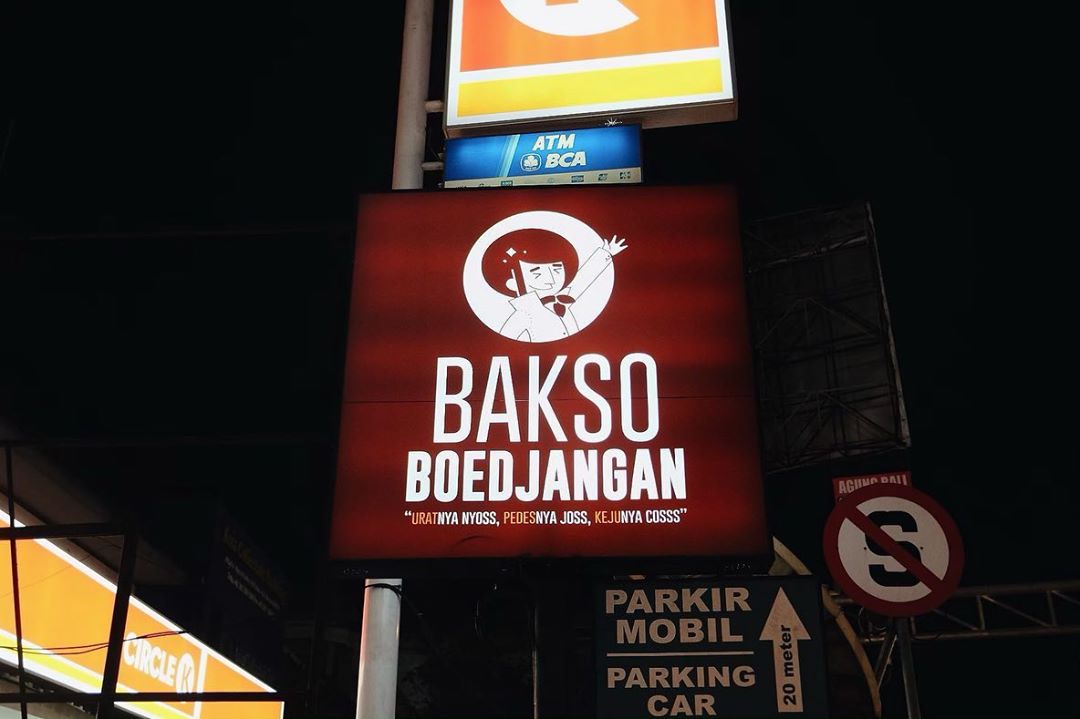 K
ATM
BCA
BAKSO
BOEDJANGAN
“URATNYA NYOSS, PEDESNYA JOSS, KEJUNYA COSSS”
AGUNG BALI
S
PARKIR
MOBIL
PARKING
CAR
20 meter
CIRCLE K